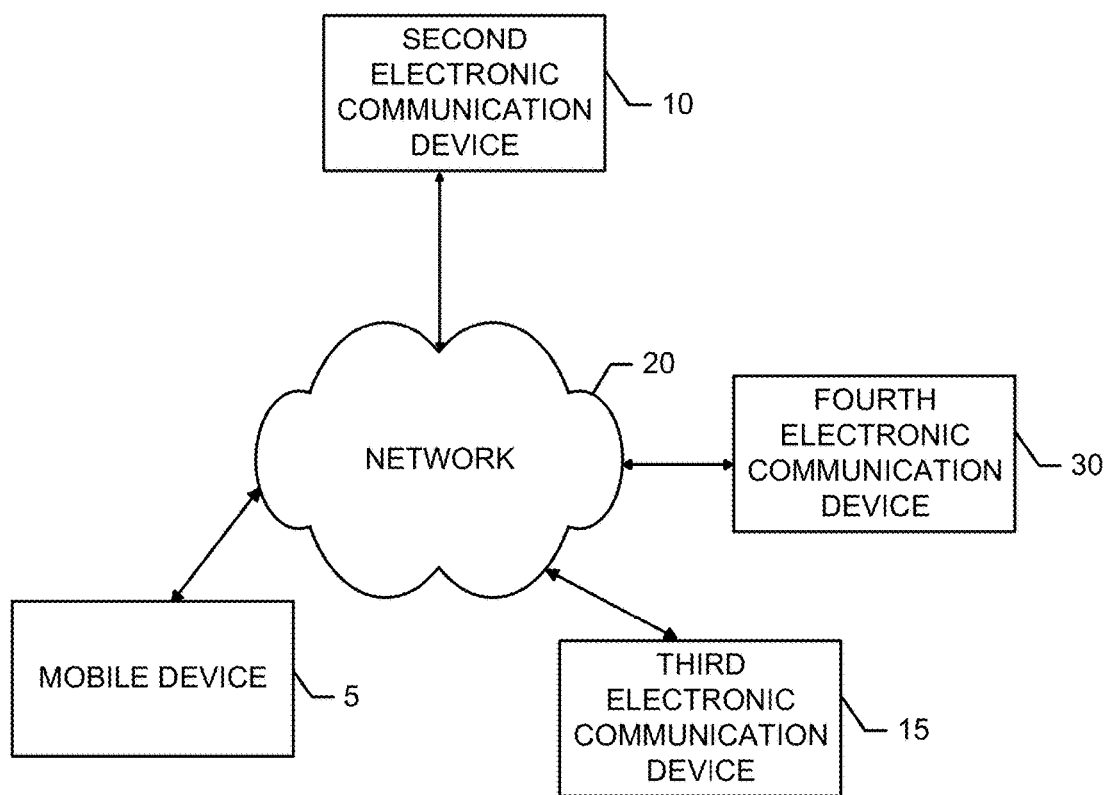 SECOND
ELECTRONIC
COMMUNICATION
DEVICE
10
20
NETWORK
FOURTH
ELECTRONIC
COMMUNICATION
DEVICE
30
MOBILE DEVICE
5
THIRD
ELECTRONIC
COMMUNICATION
DEVICE
15